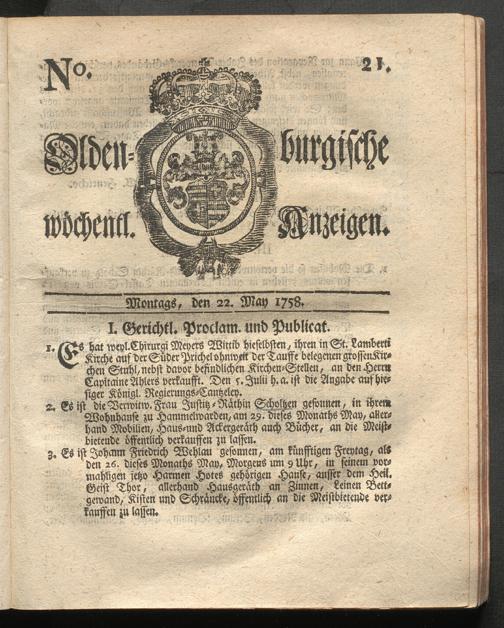 No. 21.
Olden- burgische
wöchentl. Anzeigen.
Montags, den 22. May 1758.
I. Gerichtl. Proclam. und Publicat.
1. Es hat weyl. Chirurgi Meyers Wittib hieselbsten, ihren in St. Lamberti
Kirche auf der Süder Prichel ohnweit der Tauffe belegenen grossen Kir-
chen Stuhl, nebst davor befindlichen Kirchen-Stellen, an den Herrn
Capitaine Ahlers verkaufft. Den 5. Julii h. a. ist die Angabe auf hie-
siger Königl. Regierungs-Cantzeley.
2. Es ist die Verwitw. Frau Justitz-Räthin Scholtzen gesonnen, in ihrem
Wohnhause zu Hammelwarden, am 29. dieses Monaths May, aller-
hand Mobilien, Haus- und Ackergeräth auch Bücher, an die Meist-
bietende öffentlich verkauffen zu lassen.
3. Es ist Johann Friedrich Wehlau gesonnen, am künfftigen Freytag, als
den 26. dieses Monaths May, Morgens um 9 Uhr, in seinem vor-
mahligen jetzo Harmen Hotes gehörigen Hause, ausser dem Heil.
Geist Thor, allerhand Hausgeräth an Zinnen, Leinen Bett-
gewand, Kisten und Schräncke, öffentlich an die Meistbietende ver-
kauffen zu lassen.